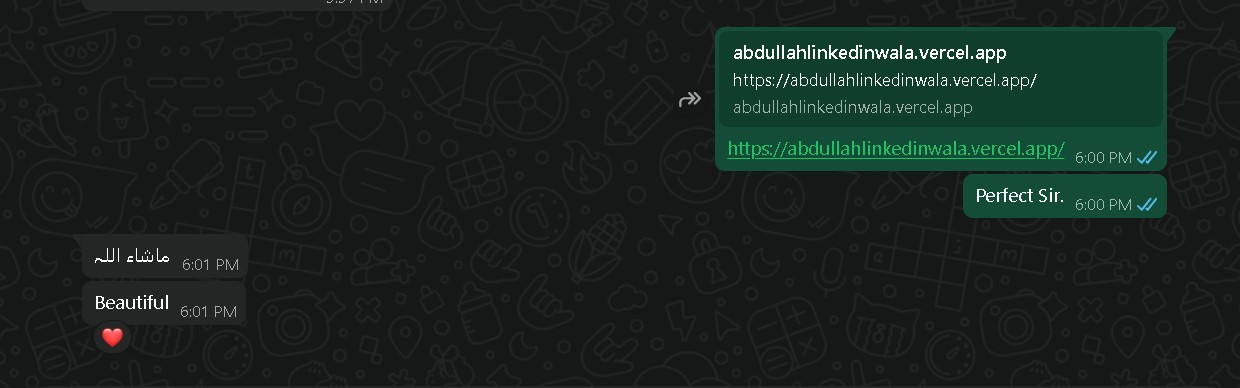 abdullahlinkedinwala.vercel.app
https://abdullahlinkedinwala.vercel.app/
abdullahlinkedinwala.vercel.app
https://abdullahlinkedinwala.vercel.app/ 6:00 PM
Perfect Sir. 6:00 PM
ماشاء اللہ 6:01 PM
Beautiful 6:01 PM